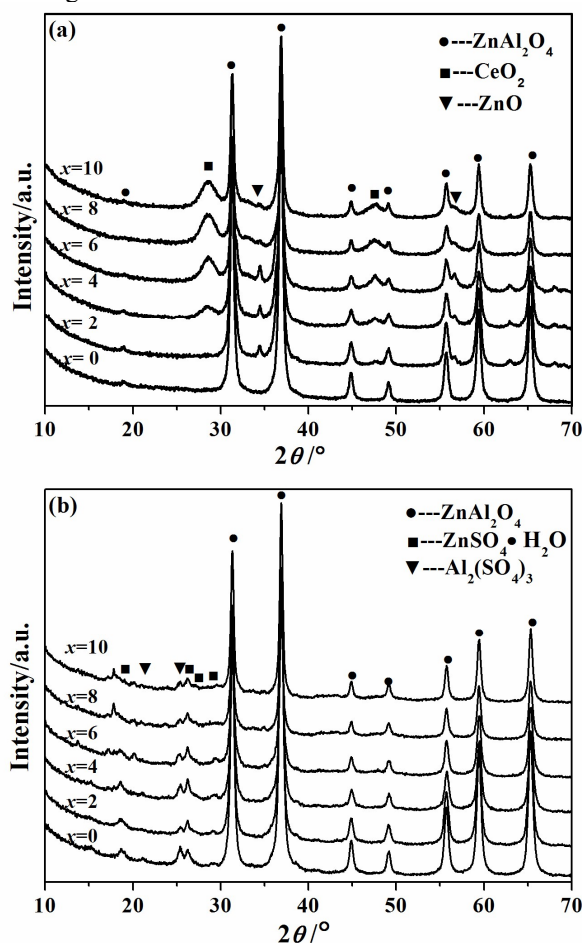 (a)
●---ZnAl₂O₄
■---CeO₂
▼---ZnO
x=10
x= 8
x= 6
x= 4
x= 2
x= 0
Intensity/a.u.
10 20 30 40 50 60 70
2θ /°
(b)
●---ZnAl₂O₄
■---ZnSO₄● H₂O
▼---Al₂(SO₄)₃
x=10
x=8
x=6
x=4
x=2
x=0
Intensity/a.u.
10 20 30 40 50 60 70
2θ /°